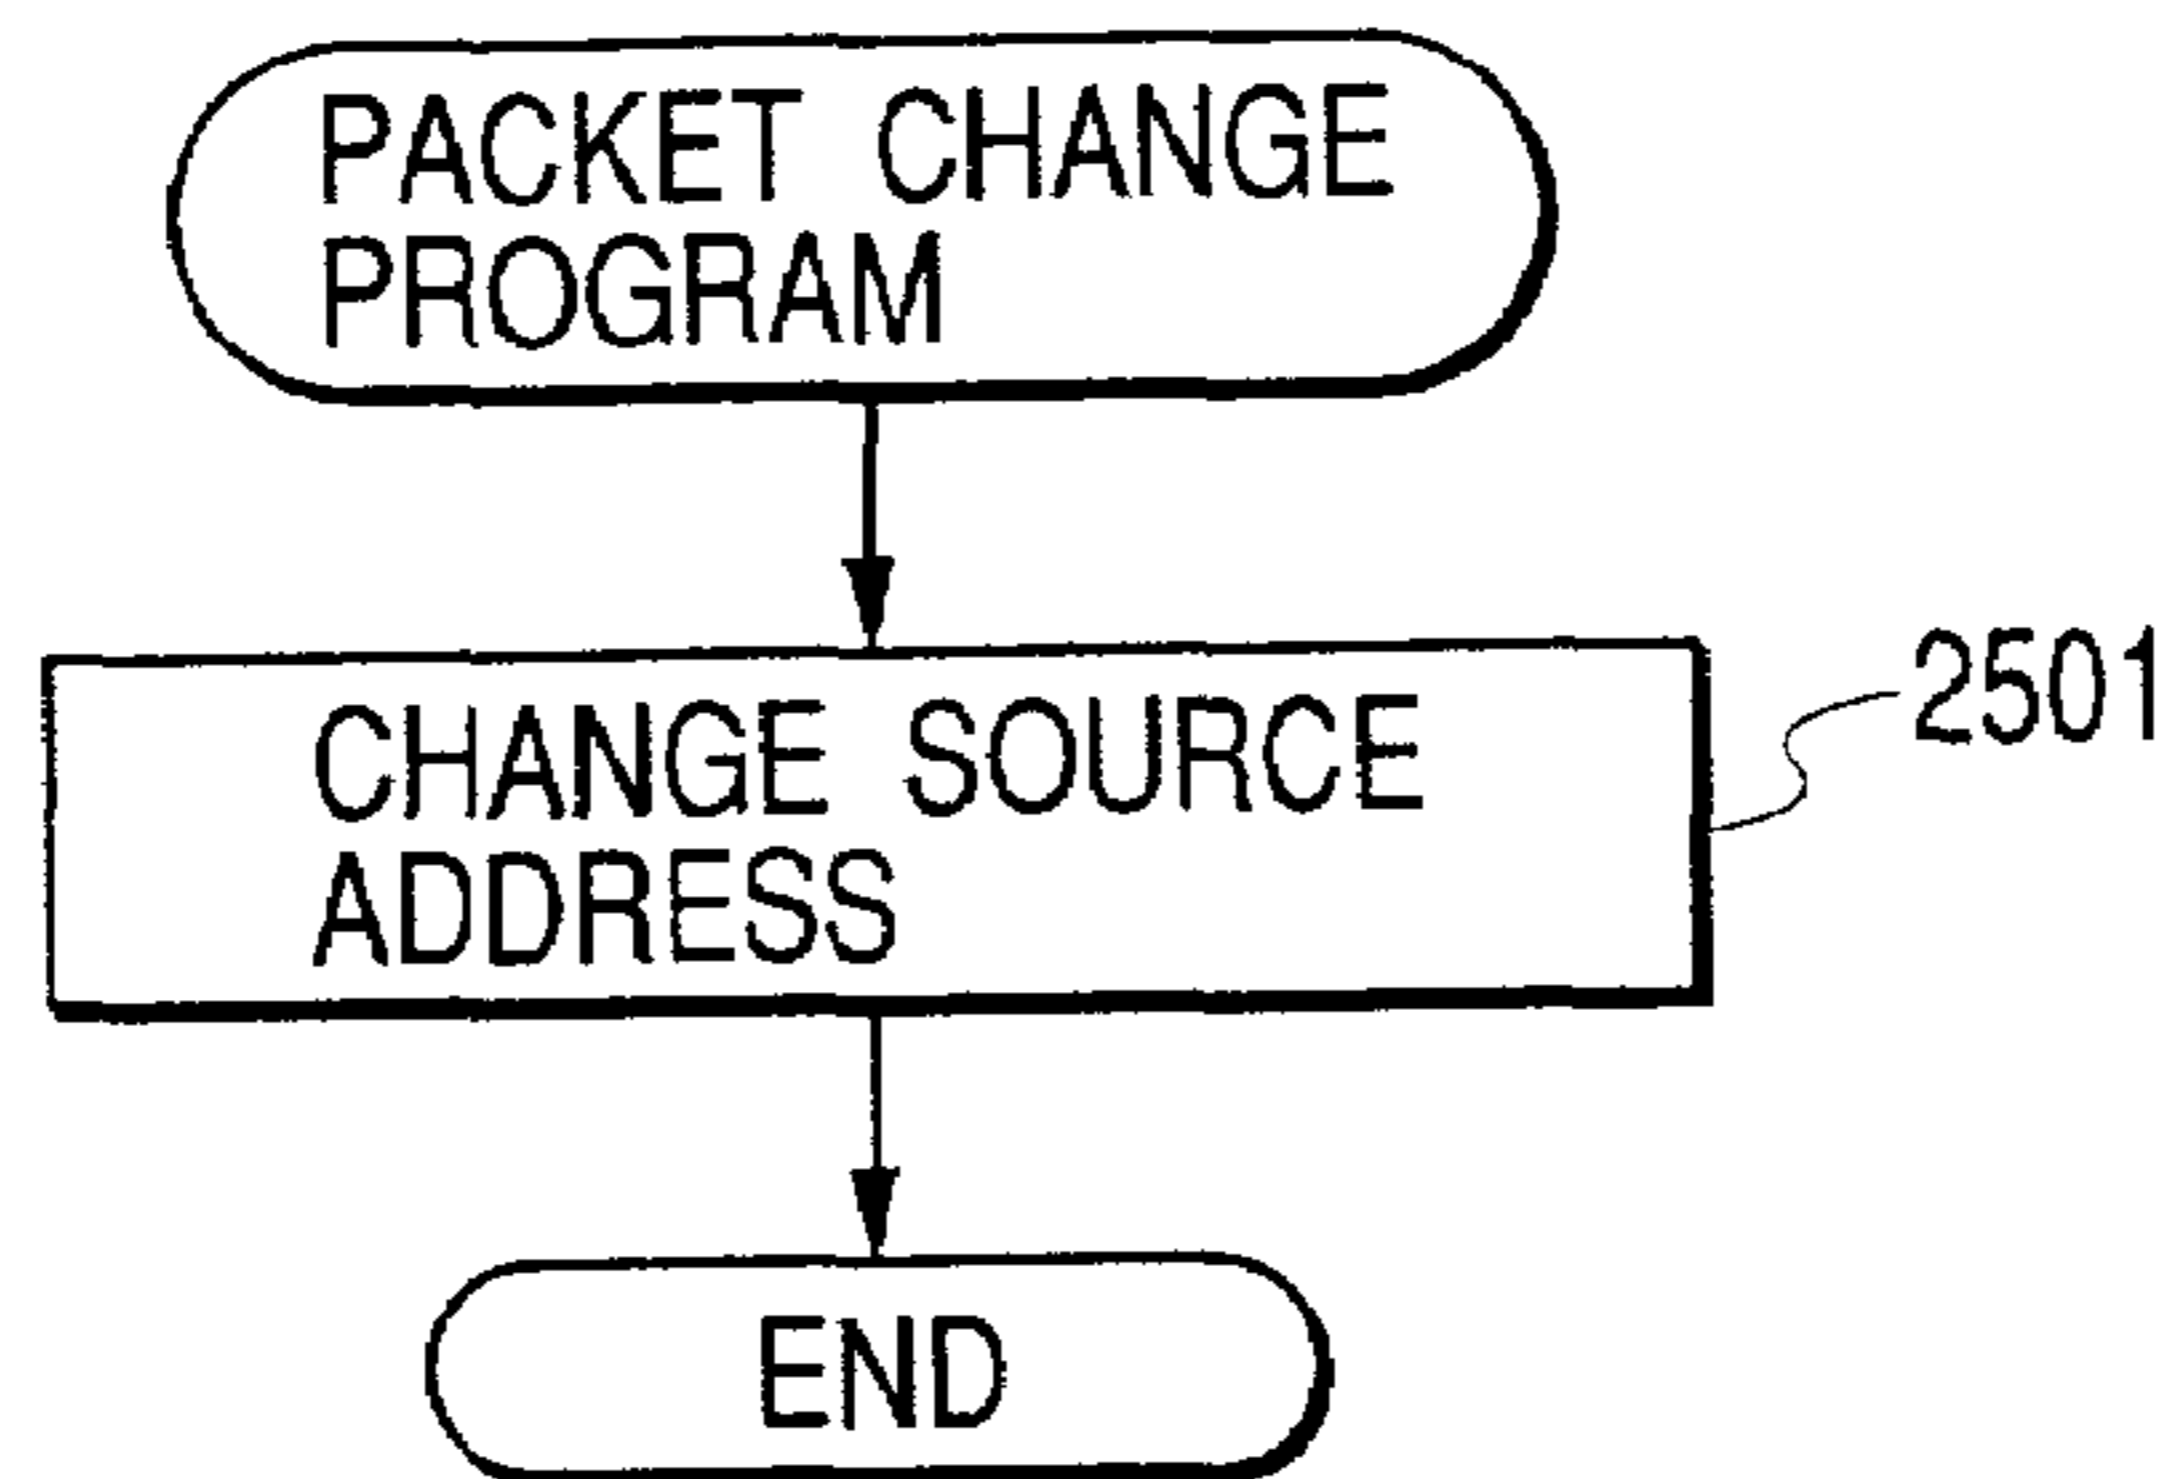 PACKET CHANGE
PROGRAM
CHANGE SOURCE
ADDRESS
2501
END